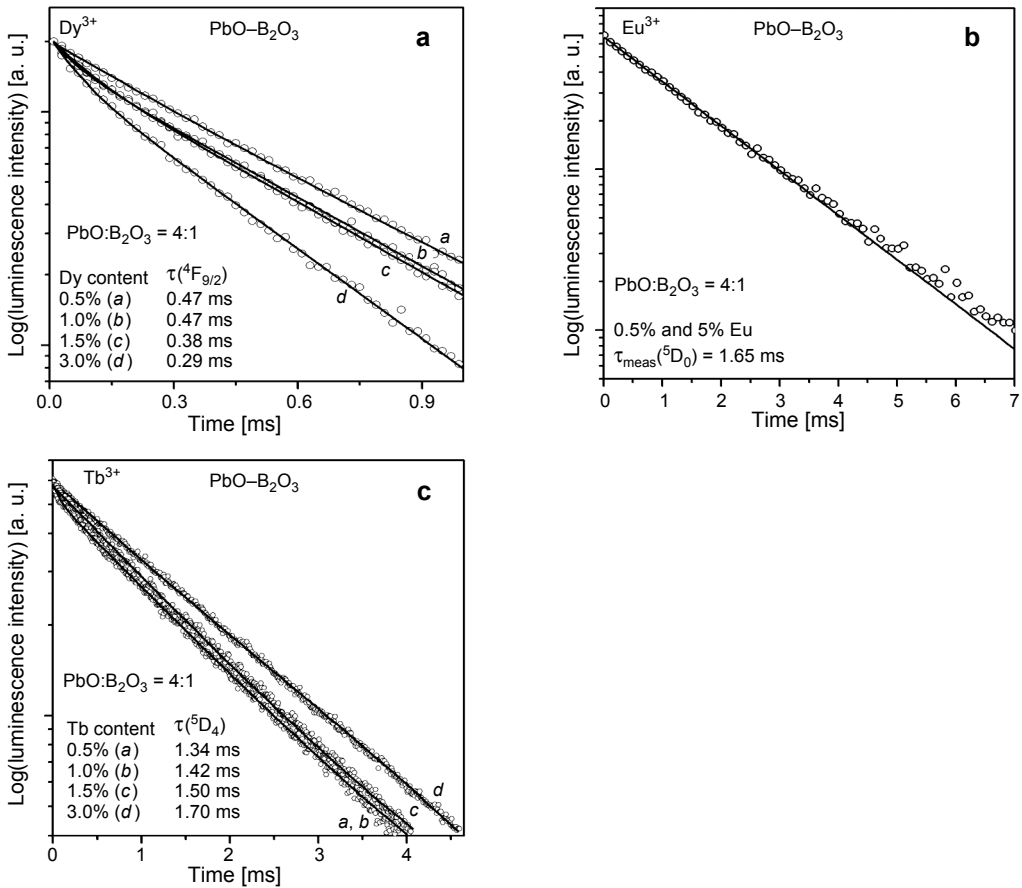 Dy³⁺ PbO–B₂O₃ a
Log(luminescence intensity) [a. u.]
a
b
c
d
PbO:B₂O₃ = 4:1
Dy content τ(⁴F₉/₂)
0.5% (a) 0.47 ms
1.0% (b) 0.47 ms
1.5% (c) 0.38 ms
3.0% (d) 0.29 ms
0.0 0.3 0.6 0.9
Time [ms]
Eu³⁺ PbO–B₂O₃ b
Log(luminescence intensity) [a. u.]
PbO:B₂O₃ = 4:1
0.5% and 5% Eu
τmeas(⁵D₀) = 1.65 ms
0 1 2 3 4 5 6 7
Time [ms]
Tb³⁺ PbO–B₂O₃ c
Log(luminescence intensity) [a. u.]
PbO:B₂O₃ = 4:1
Tb content τ(⁵D₄)
0.5% (a) 1.34 ms
1.0% (b) 1.42 ms
1.5% (c) 1.50 ms
3.0% (d) 1.70 ms
d
c
a, b
0 1 2 3 4
Time [ms]